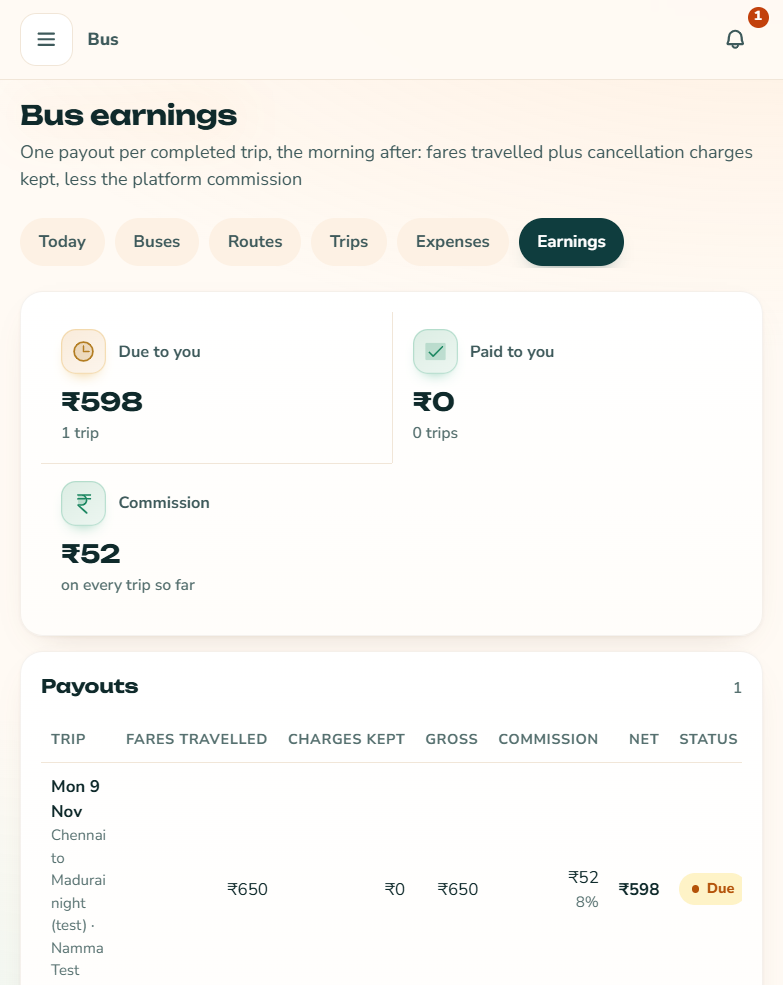 Bus
1
Bus earnings
One payout per completed trip, the morning after: fares travelled plus cancellation charges
kept, less the platform commission
Today
Buses
Routes
Trips
Expenses
Earnings
Due to you
₹598
1 trip
Paid to you
₹0
0 trips
Commission
₹52
on every trip so far
Payouts
1
TRIP FARES TRAVELLED CHARGES KEPT GROSS COMMISSION NET STATUS
Mon 9
Nov
Chennai
to
Madurai
night
(test) ·
Namma
Test
₹650 ₹0 ₹650 ₹52 ₹598 Due
8%